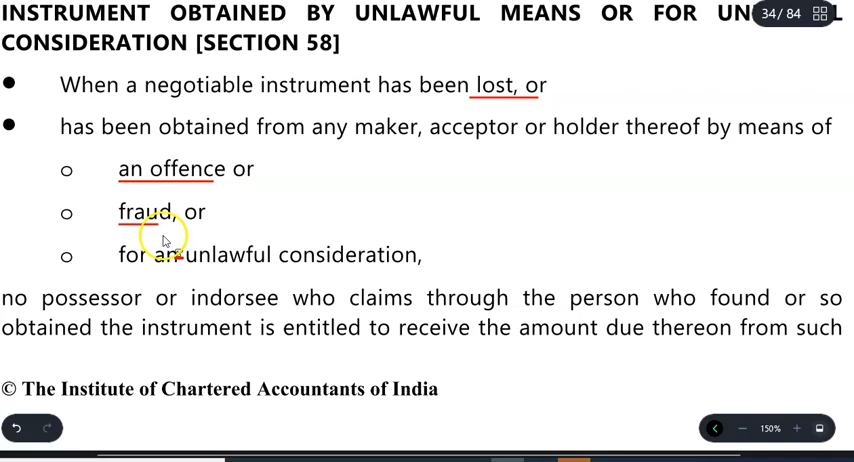 INSTRUMENT OBTAINED BY UNLAWFUL MEANS OR FOR
CONSIDERATION [SECTION 58]
34/ 84
● When a negotiable instrument has been lost, or
● has been obtained from any maker, acceptor or holder thereof by means of
o an offence or
o fraud, or
o for an unlawful consideration,
no possessor or indorsee who claims through the person who found or so
obtained the instrument is entitled to receive the amount due thereon from such
© The Institute of Chartered Accountants of India
150%